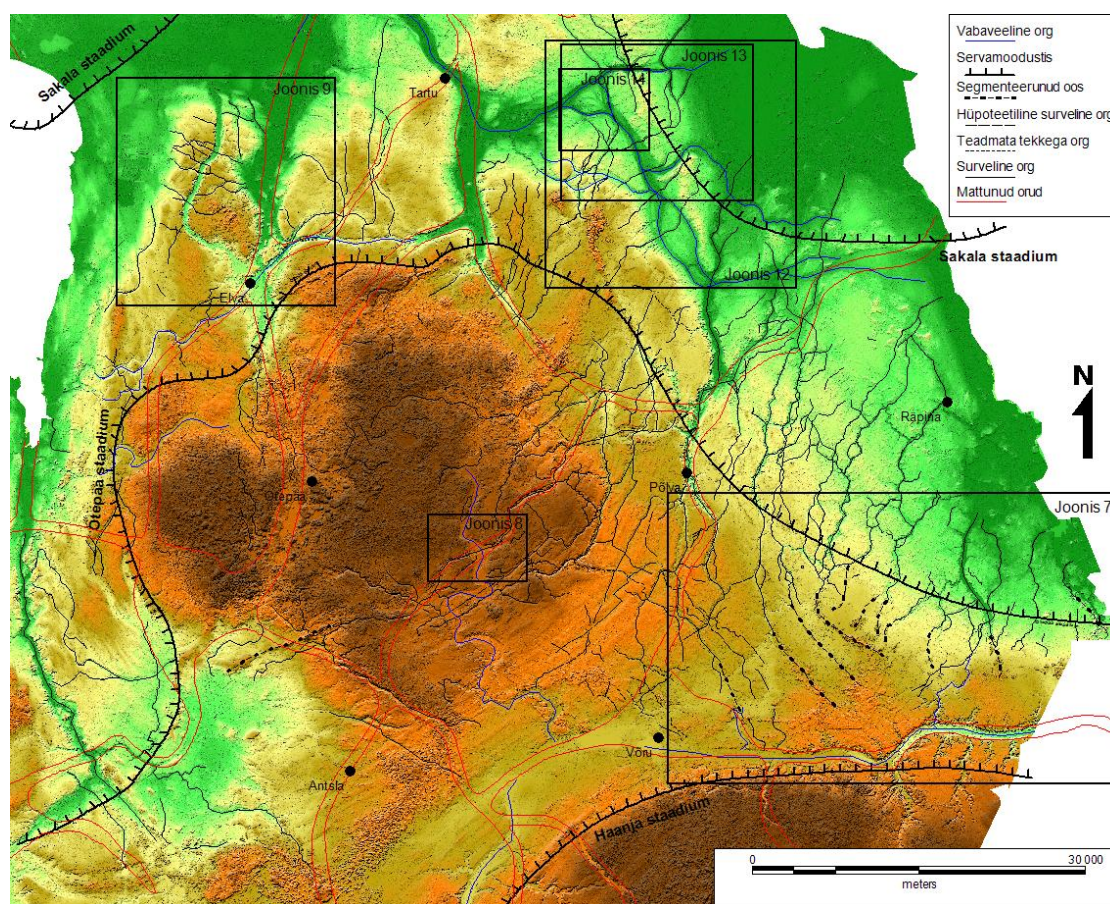 Vabaveeline org
Servamoodustis
Segmenteerunud oos
Hüpoteetiline surveline org
Teadmata tekkega org
Surveline org
Mattunud orud
Sakala staadium
Joonis 9
Tartu
Joonis 13
Joonis 14
Joonis 12
Sakala staadium
Elva
N
Räpina
Otepää staadium
Otepää
Põlva
Joonis 7
Joonis 8
Võru
Antsla
Haanja staadium
0 30 000
meters